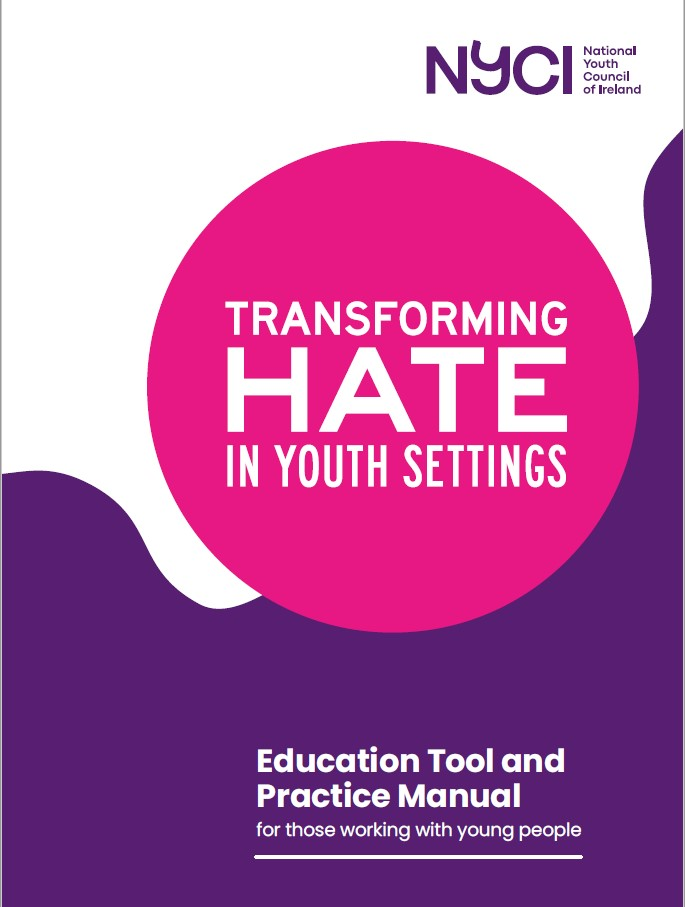 NYCI
National
Youth
Council
of Ireland
TRANSFORMING
HATE
IN YOUTH SETTINGS
Education Tool and
Practice Manual
for those working with young people